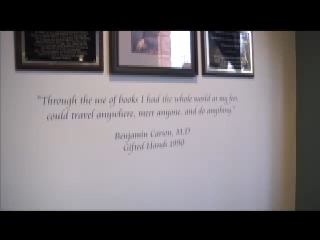 "Through the use of books I had the whole world at my feet,
could travel anywhere, meet anyone, and do anything."
Benjamin Carson, M.D
Gifted Hands 1990